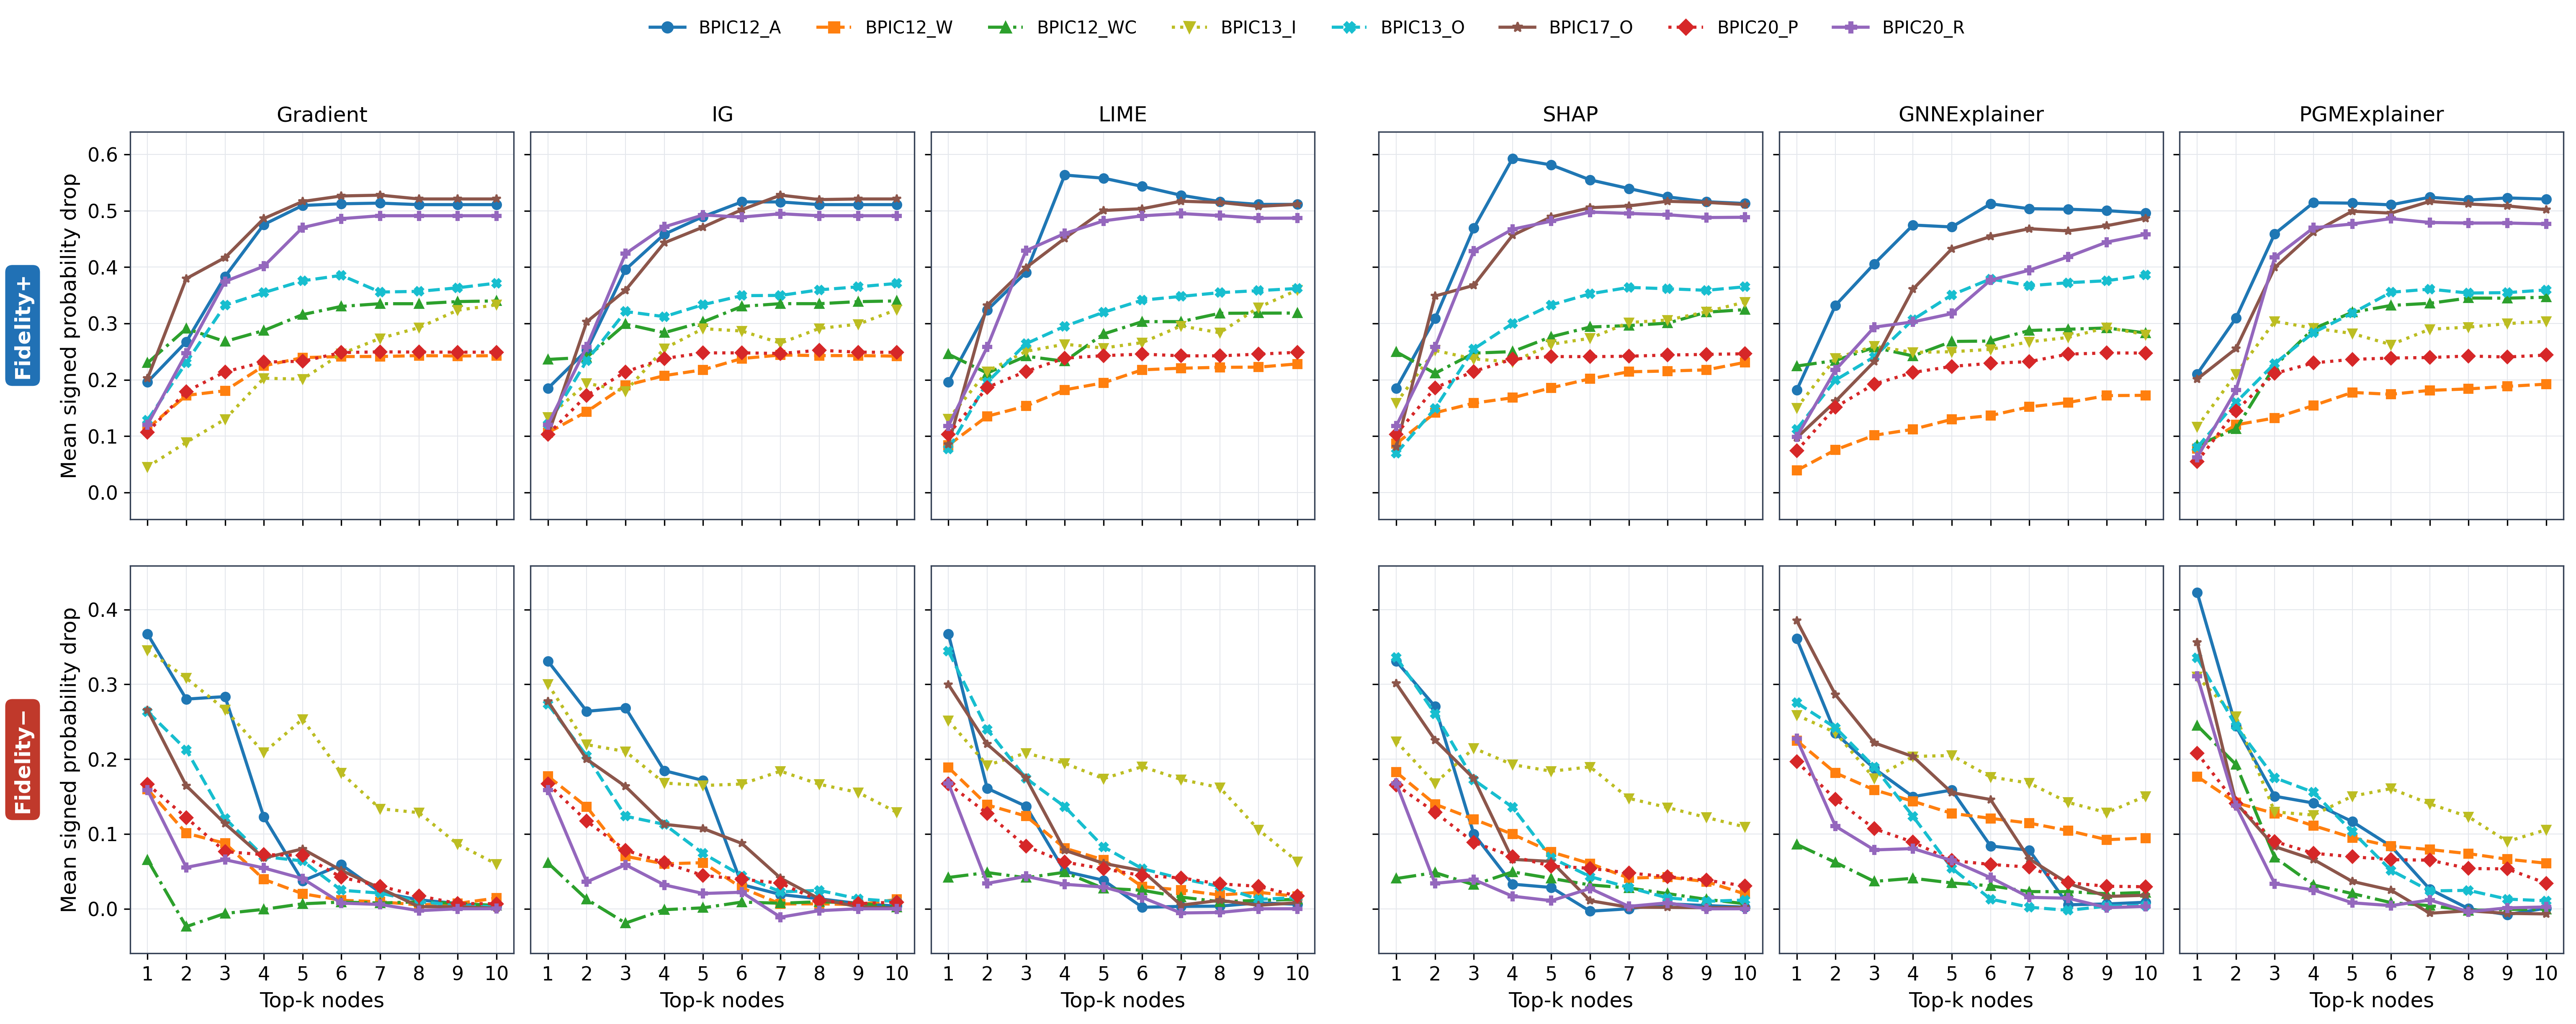 BPIC12_A BPIC12_W BPIC12_WC BPIC13_I BPIC13_O BPIC17_O BPIC20_P BPIC20_R
Gradient IG LIME SHAP GNNExplainer PGMExplainer
Fidelity+
Mean signed probability drop
0.6
0.5
0.4
0.3
0.2
0.1
0.0
Fidelity−
Mean signed probability drop
0.4
0.3
0.2
0.1
0.0
1 2 3 4 5 6 7 8 9 10 1 2 3 4 5 6 7 8 9 10 1 2 3 4 5 6 7 8 9 10 1 2 3 4 5 6 7 8 9 10 1 2 3 4 5 6 7 8 9 10 1 2 3 4 5 6 7 8 9 10
Top-k nodes Top-k nodes Top-k nodes Top-k nodes Top-k nodes Top-k nodes